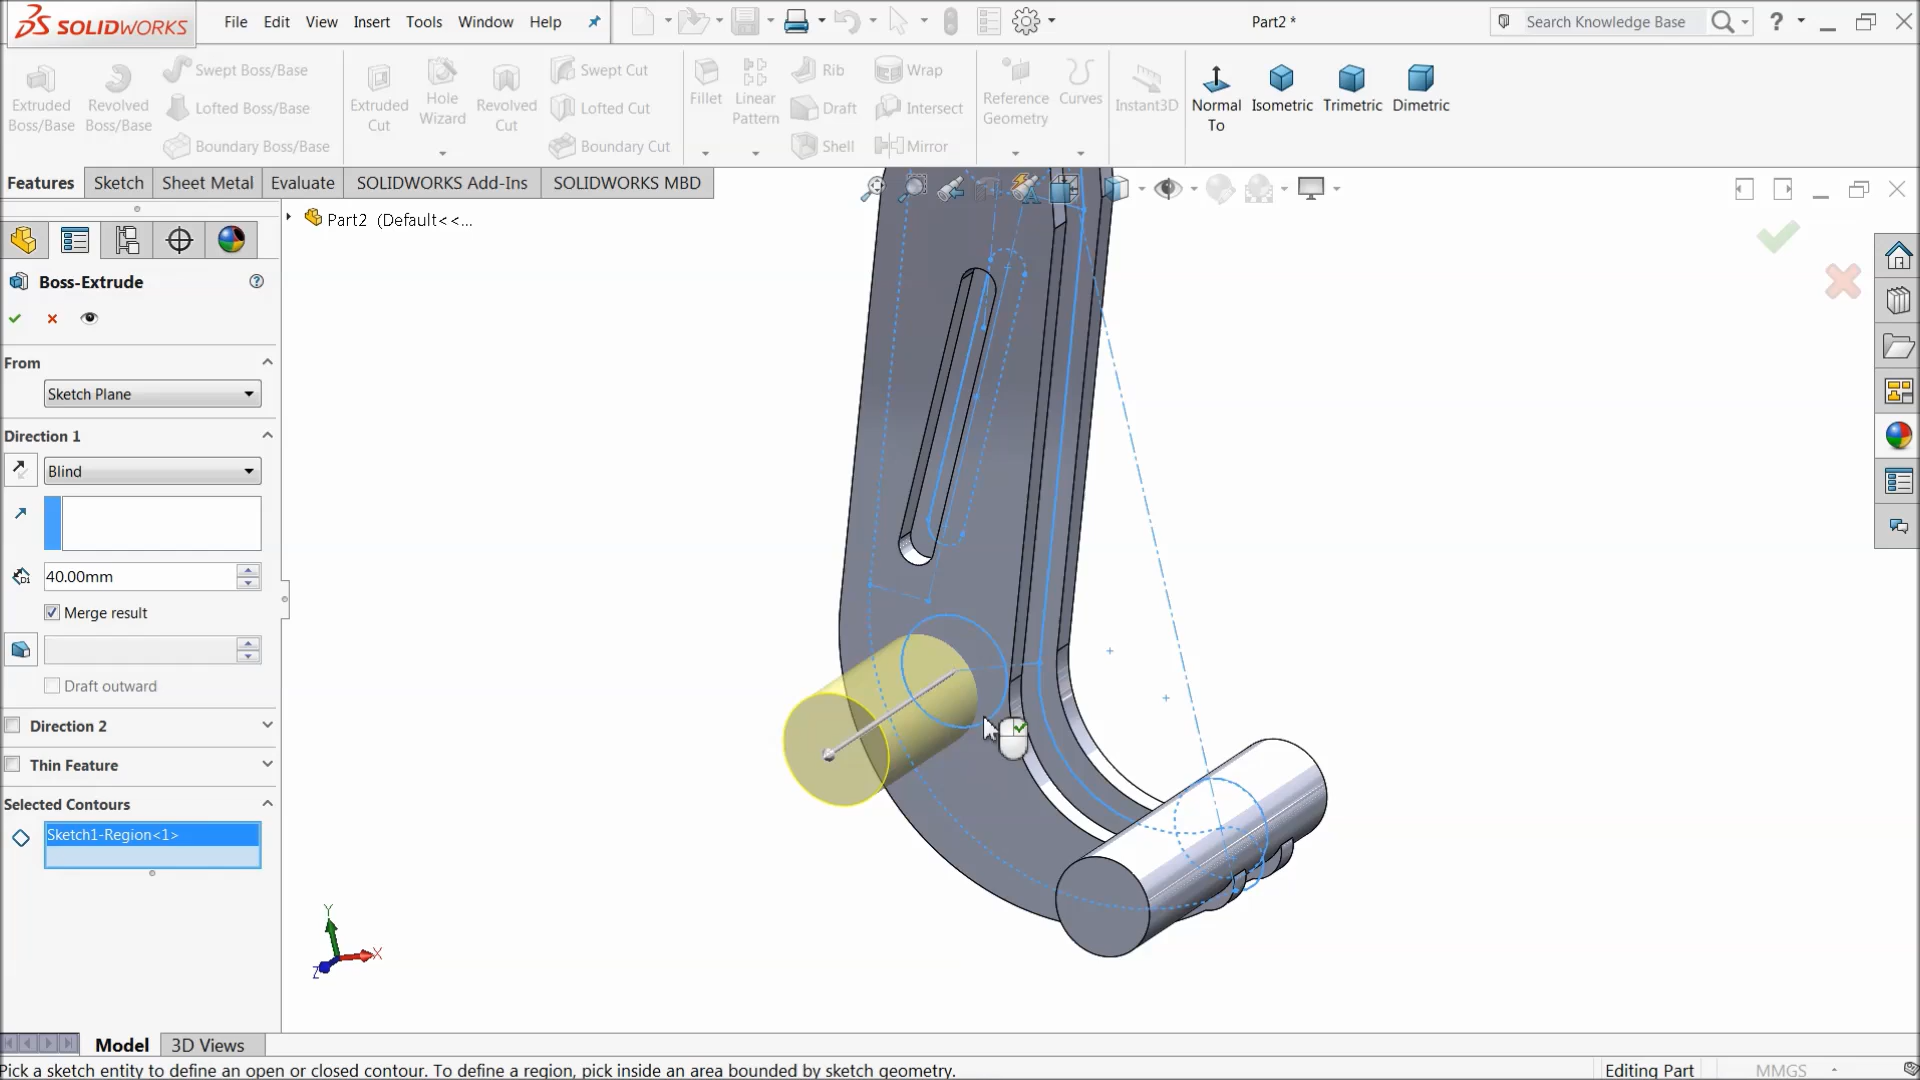 SOLIDWORKS
File Edit View Insert Tools Window Help
Part2 *
Search Knowledge Base
?
Extruded Boss/Base
Revolved Boss/Base
Swept Boss/Base
Lofted Boss/Base
Boundary Boss/Base
Extruded Cut
Hole Wizard
Revolved Cut
Swept Cut
Lofted Cut
Boundary Cut
Fillet
Linear Pattern
Rib
Draft
Shell
Wrap
Intersect
Mirror
Reference Geometry
Curves
Instant3D
Normal To
Isometric
Trimetric
Dimetric
Features Sketch Sheet Metal Evaluate SOLIDWORKS Add-Ins SOLIDWORKS MBD
Part2 (Default<<...
Boss-Extrude
From
Sketch Plane
Direction 1
Blind
40.00mm
Merge result
Draft outward
Direction 2
Thin Feature
Selected Contours
Sketch1-Region<1>
Y
X
Z
Model 3D Views
Pick a sketch entity to define an open or closed contour. To define a region, pick inside an area bounded by sketch geometry.
Editing Part
MMGS